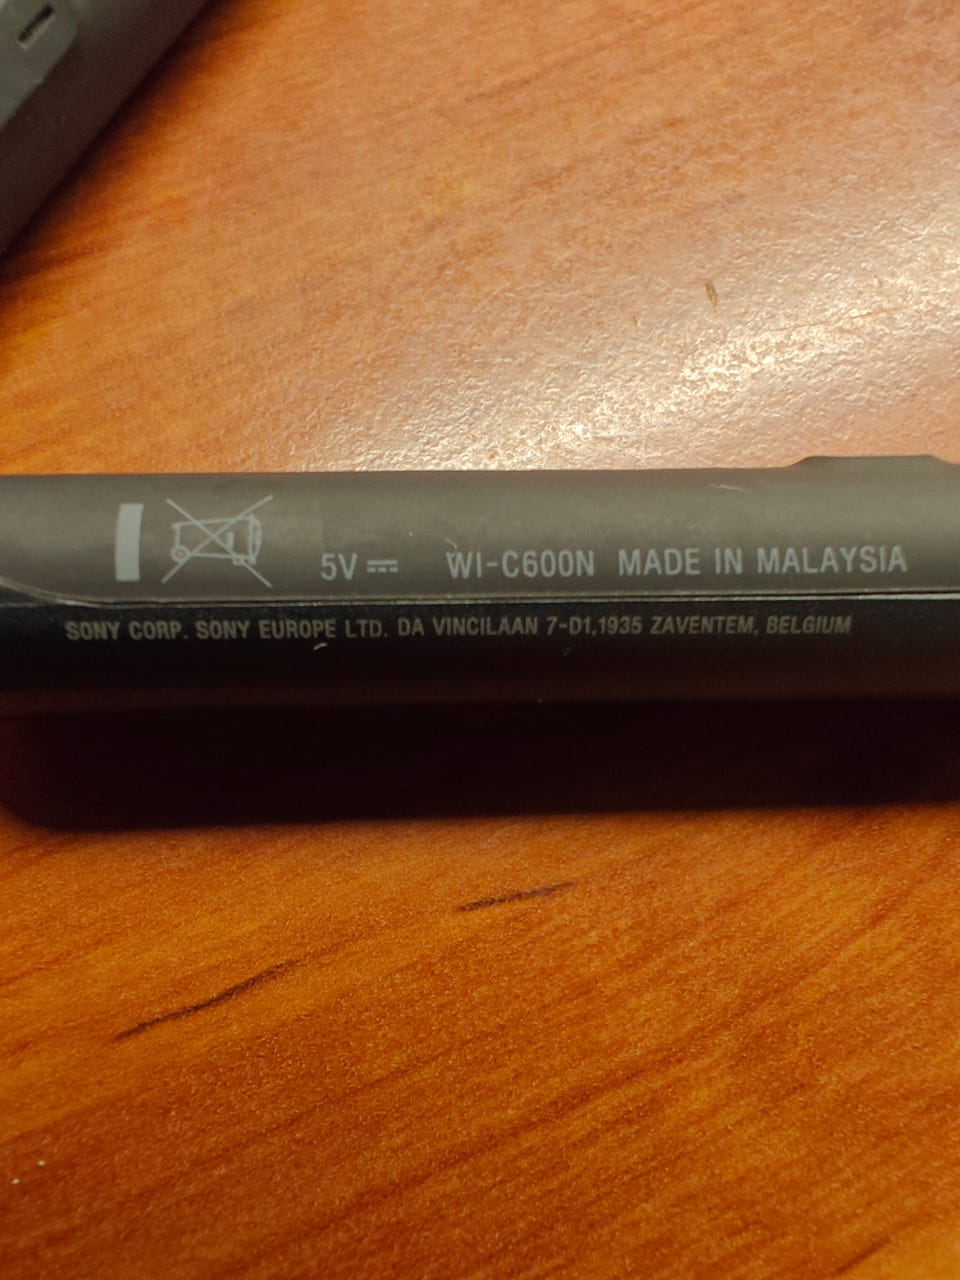 5V ⎓ WI-C600N MADE IN MALAYSIA
SONY CORP. SONY EUROPE LTD. DA VINCILAAN 7-D1,1935 ZAVENTEM, BELGIUM